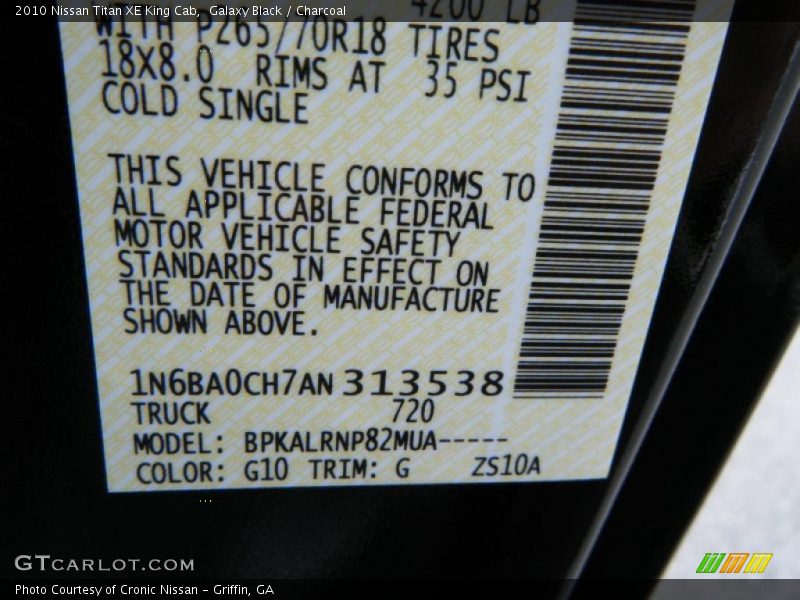 2010 Nissan Titan XE King Cab, Galaxy Black / Charcoal
4200 LB
WITH P265/70R18 TIRES
18X8.0 RIMS AT 35 PSI
COLD SINGLE
THIS VEHICLE CONFORMS TO
ALL APPLICABLE FEDERAL
MOTOR VEHICLE SAFETY
STANDARDS IN EFFECT ON
THE DATE OF MANUFACTURE
SHOWN ABOVE.
1N6BA0CH7AN313538
TRUCK 720
MODEL: BPKALRNP82MUA-----
COLOR: G10 TRIM: G ZS10A
GTCARLOT.COM
Photo Courtesy of Cronic Nissan - Griffin, GA